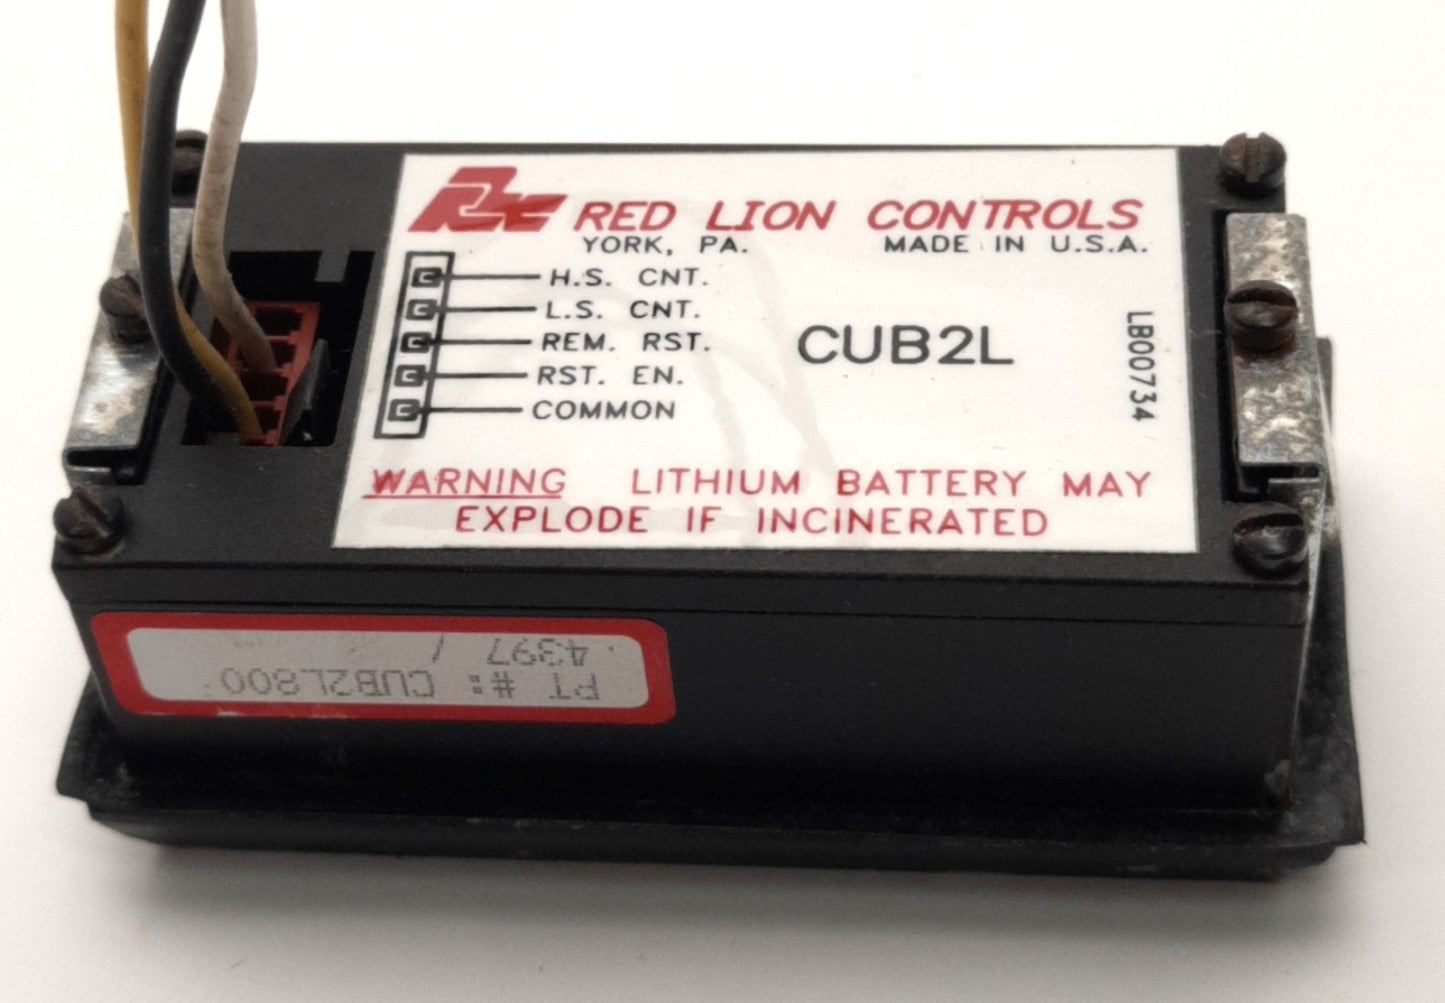 RED LION CONTROLS
YORK, PA. MADE IN U.S.A.
H.S. CNT.
L.S. CNT.
REM. RST.
RST. EN.
COMMON
CUB2L
LB00734
WARNING LITHIUM BATTERY MAY
EXPLODE IF INCINERATED
PT #: CUB2L800
4397 /